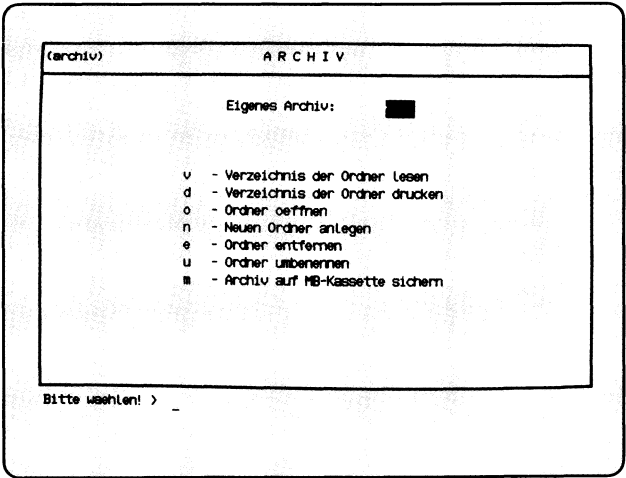 (archiv) A R C H I V
Eigenes Archiv:
v - Verzeichnis der Ordner lesen
d - Verzeichnis der Ordner drucken
o - Ordner oeffnen
n - Neuen Ordner anlegen
e - Ordner entfernen
u - Ordner umbenennen
m - Archiv auf MB-Kassette sichern
Bitte waehlen! > _